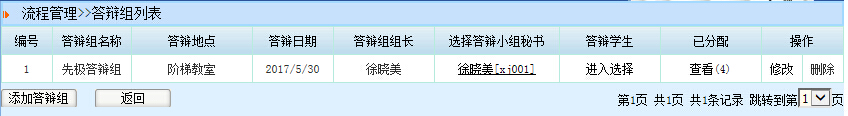 流程管理>>答辩组列表
编号 答辩组名称 答辩地点 答辩日期 答辩组组长 选择答辩小组秘书 答辩学生 已分配 操作
1 先极答辩组 阶梯教室 2017/5/30 徐晓美 徐晓美[xj001] 进入选择 查看(4) 修改 删除
添加答辩组 返回 第1页 共1页 共1条记录 跳转到第1页